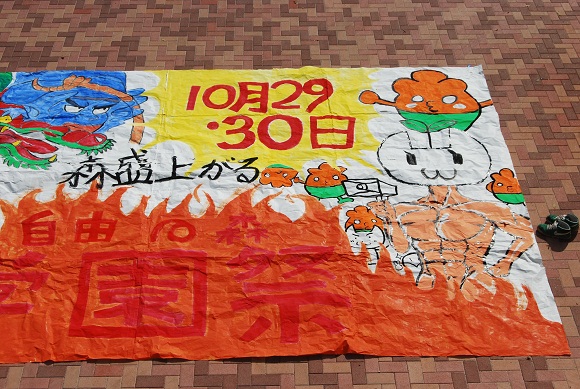 10月29
・30日
森盛上がる
自由の森
学園祭